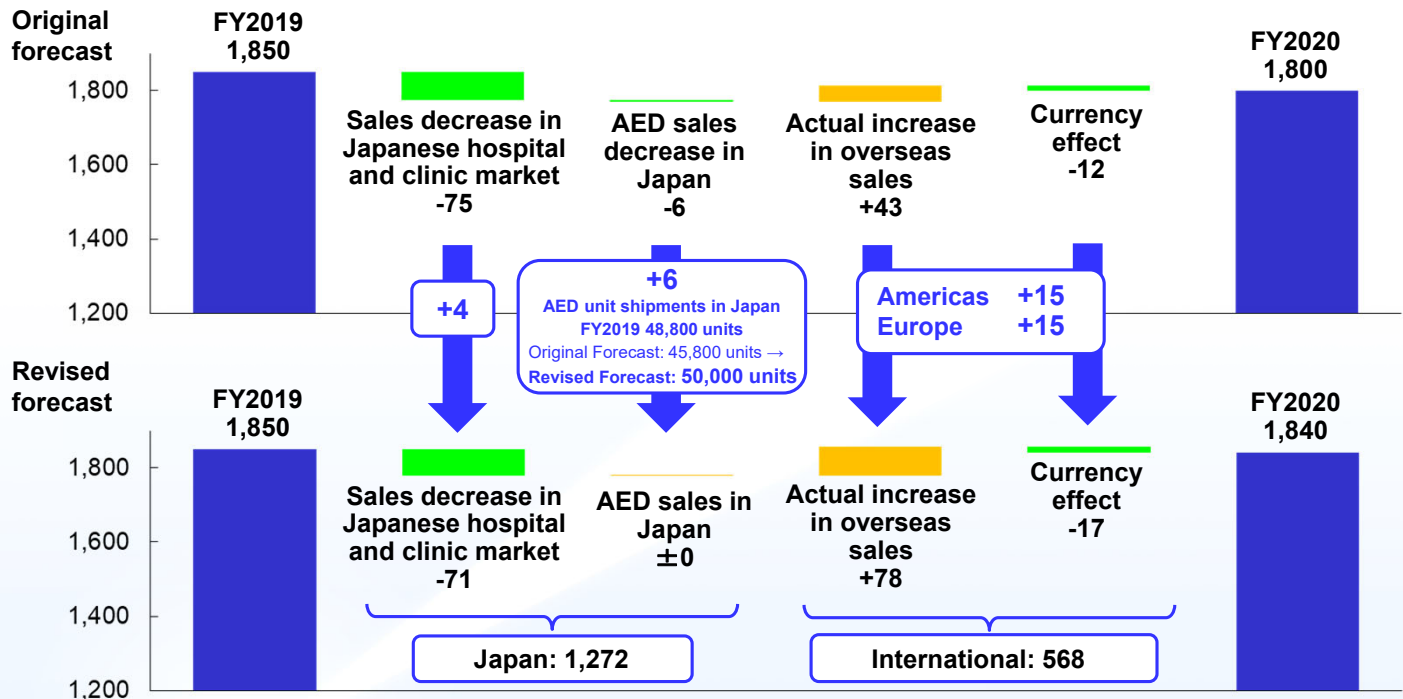 Original
forecast
FY2019
1,850
FY2020
1,800
1,800
1,600
1,400
1,200
Sales decrease in
Japanese hospital
and clinic market
-75
AED sales
decrease in
Japan
-6
Actual increase
in overseas
sales
+43
Currency
effect
-12
+4
+6
AED unit shipments in Japan
FY2019 48,800 units
Original Forecast: 45,800 units →
Revised Forecast: 50,000 units
Americas +15
Europe +15
Revised
forecast
FY2019
1,850
FY2020
1,840
1,800
1,600
1,400
1,200
Sales decrease in
Japanese hospital
and clinic market
-71
AED sales in
Japan
±0
Actual increase
in overseas
sales
+78
Currency
effect
-17
Japan: 1,272
International: 568